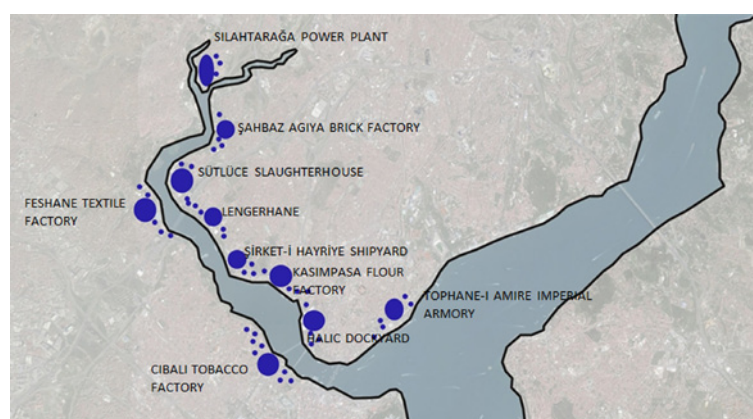 SILAHTARAĞA POWER PLANT
ŞAHBAZ AGIYA BRICK FACTORY
SÜTLÜCE SLAUGHTERHOUSE
FESHANE TEXTILE
FACTORY
LENGERHANE
ŞİRKET-İ HAYRİYE SHIPYARD
KASIMPASA FLOUR
FACTORY
TOPHANE-I AMIRE IMPERIAL
ARMORY
HALIC DOCKYARD
CIBALI TOBACCO
FACTORY